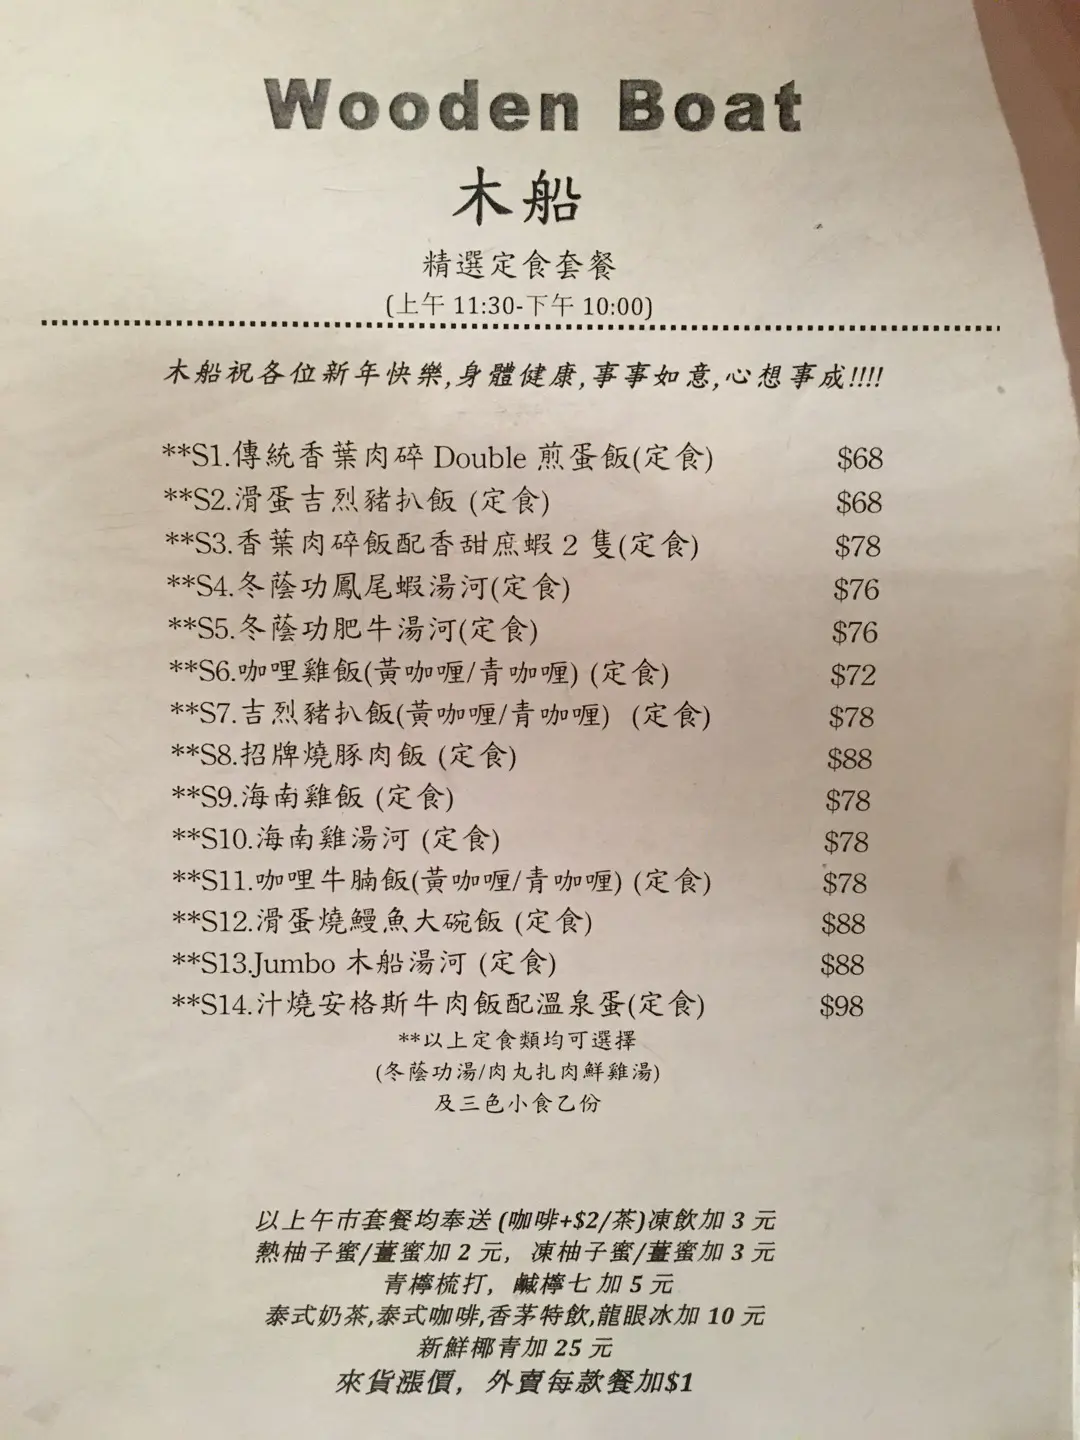 Wooden Boat
木船
精選定食套餐
(上午 11:30-下午 10:00)
木船祝各位新年快樂,身體健康,事事如意,心想事成!!!!
**S1.傳統香葉肉碎 Double 煎蛋飯(定食) $68
**S2.滑蛋吉烈豬扒飯 (定食) $68
**S3.香葉肉碎飯配香甜庶蝦 2 隻(定食) $78
**S4.冬蔭功鳳尾蝦湯河(定食) $76
**S5.冬蔭功肥牛湯河(定食) $76
**S6.咖哩雞飯(黃咖喱/青咖喱) (定食) $72
**S7.吉烈豬扒飯(黃咖喱/青咖喱) (定食) $78
**S8.招牌燒豚肉飯 (定食) $88
**S9.海南雞飯 (定食) $78
**S10.海南雞湯河 (定食) $78
**S11.咖哩牛腩飯(黃咖喱/青咖喱) (定食) $78
**S12.滑蛋燒鰻魚大碗飯 (定食) $88
**S13.Jumbo 木船湯河 (定食) $88
**S14.汁燒安格斯牛肉飯配溫泉蛋(定食) $98
**以上定食類均可選擇
(冬蔭功湯/肉丸扎肉鮮雞湯)
及三色小食乙份
以上午市套餐均奉送 (咖啡+$2/茶)凍飲加 3 元
熱柚子蜜/薑蜜加 2 元，凍柚子蜜/薑蜜加 3 元
青檸梳打，鹹檸七 加 5 元
泰式奶茶,泰式咖啡,香茅特飲,龍眼冰加 10 元
新鮮椰青加 25 元
來貨漲價，外賣每款餐加$1